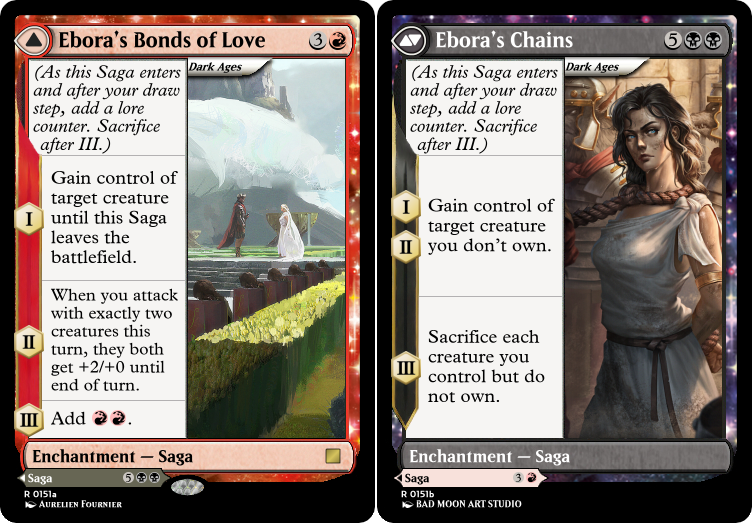 Ebora's Bonds of Love 3
Dark Ages
(As this Saga enters
and after your draw
step, add a lore
counter. Sacrifice
after III.)
I
Gain control of
target creature
until this Saga
leaves the
battlefield.
II
When you attack
with exactly two
creatures this
turn, they both
get +2/+0 until
end of turn.
III
Add .
Enchantment — Saga
Saga 5
R 0151a
Aurelien Fournier
Ebora's Chains 5
Dark Ages
(As this Saga enters
and after your draw
step, add a lore
counter. Sacrifice
after III.)
I
II
Gain control of
target creature
you don't own.
III
Sacrifice each
creature you
control but do
not own.
Enchantment — Saga
Saga 3
R 0151b
BAD MOON ART STUDIO